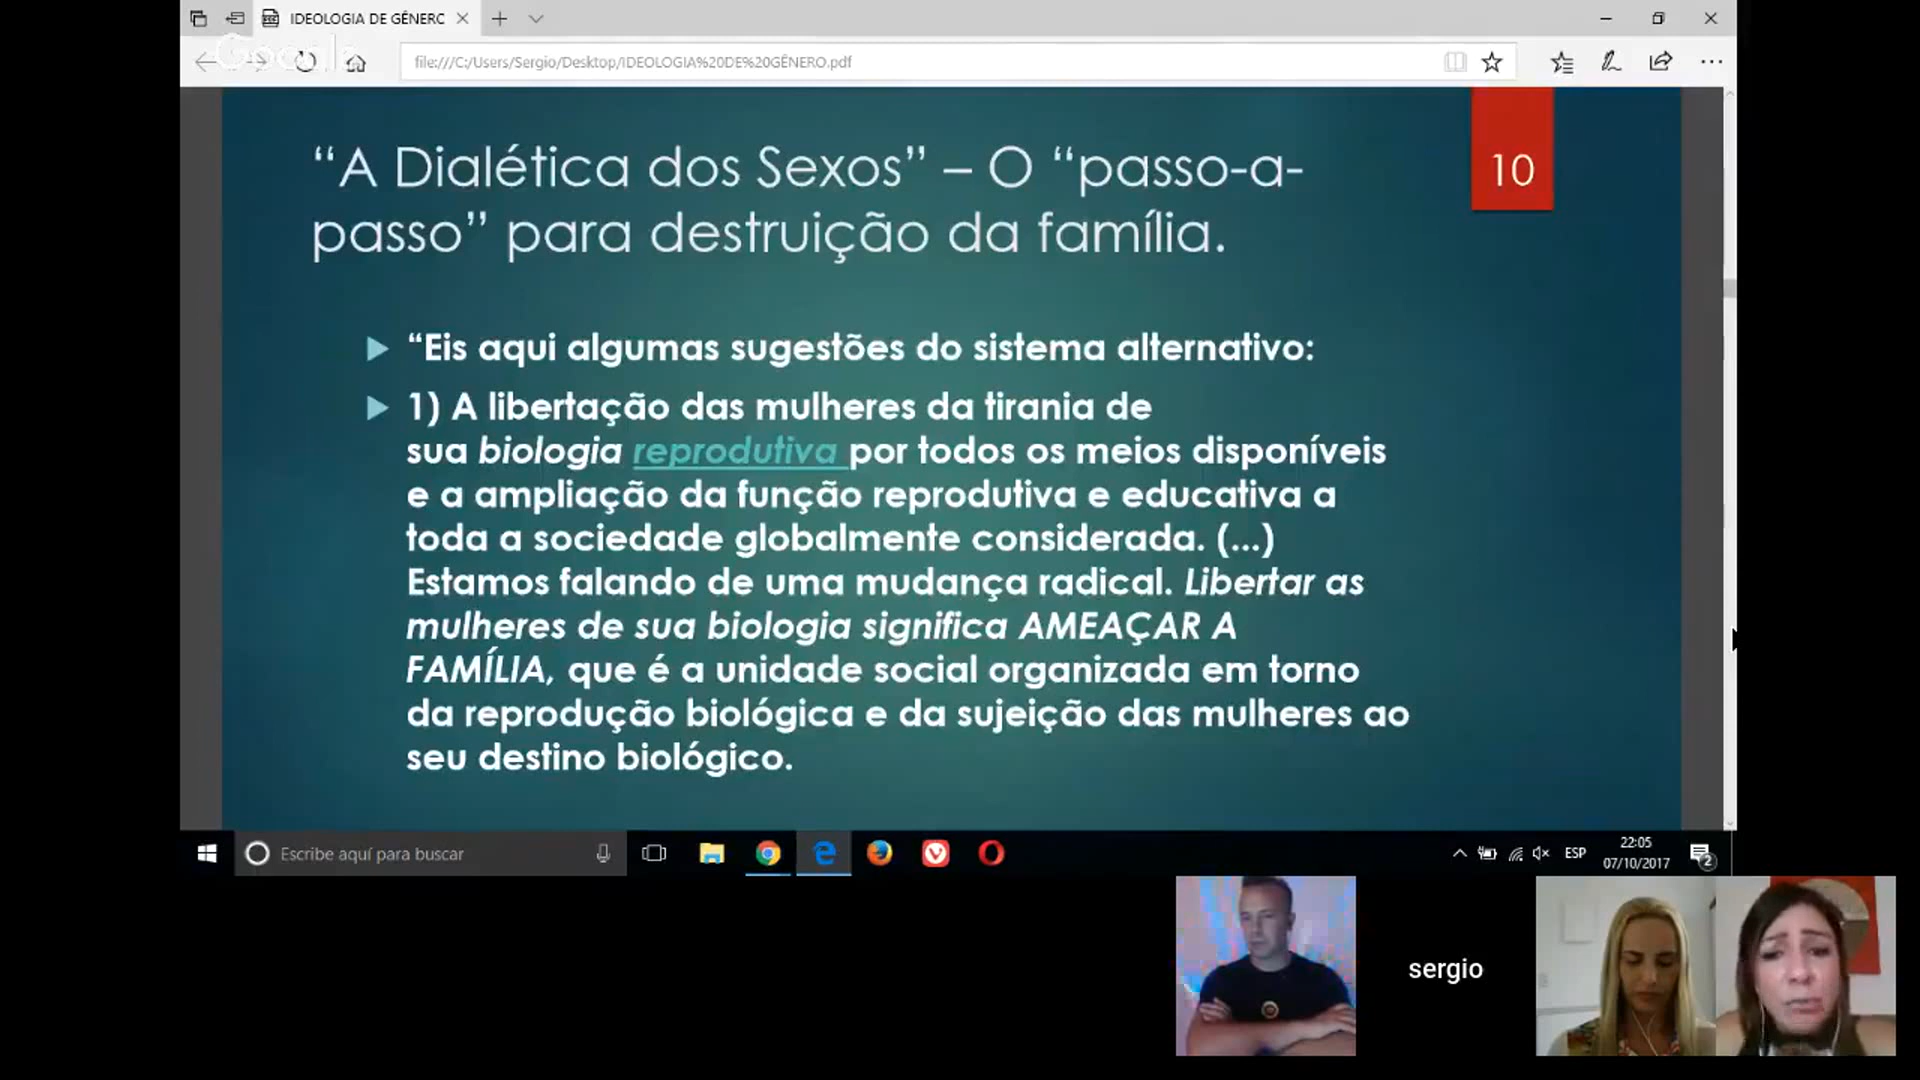 IDEOLOGIA DE GÊNERC
Google
file:///C:/Users/Sergio/Desktop/IDEOLOGIA%20DE%20GÊNERO.pdf
“A Dialética dos Sexos” – O “passo-a-
passo” para destruição da família.
10
“Eis aqui algumas sugestões do sistema alternativo:
1) A libertação das mulheres da tirania de
sua biologia reprodutiva por todos os meios disponíveis
e a ampliação da função reprodutiva e educativa a
toda a sociedade globalmente considerada. (...)
Estamos falando de uma mudança radical. Libertar as
mulheres de sua biologia significa AMEAÇAR A
FAMÍLIA, que é a unidade social organizada em torno
da reprodução biológica e da sujeição das mulheres ao
seu destino biológico.
Escribe aquí para buscar
ESP
22:05
07/10/2017
2
sergio